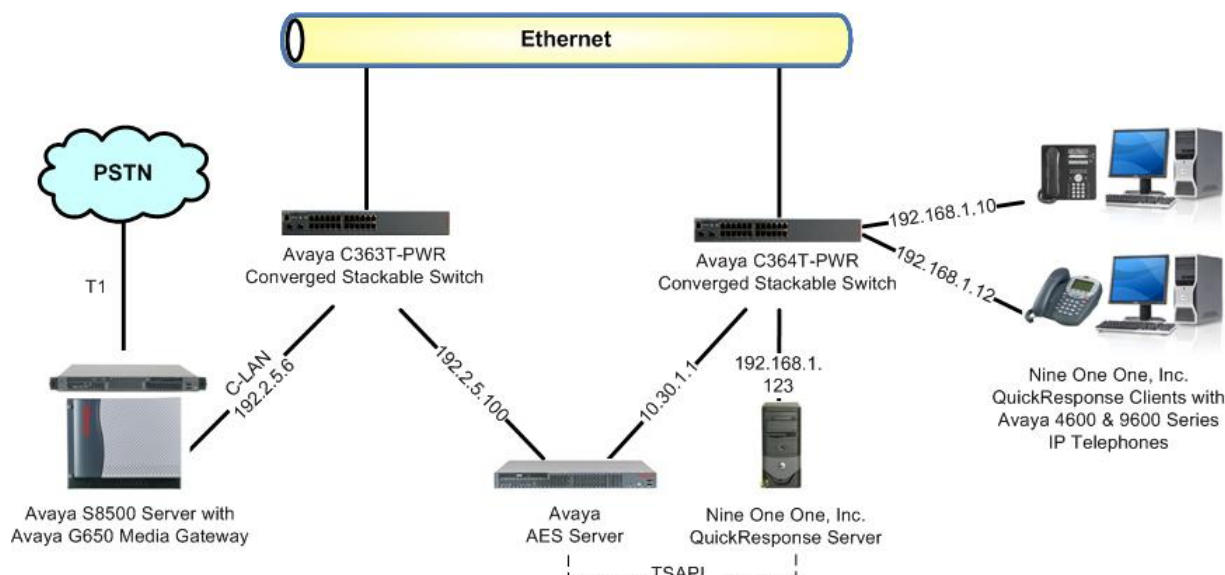 Ethernet
PSTN
T1
Avaya C363T-PWR
Converged Stackable Switch
Avaya C364T-PWR
Converged Stackable Switch
192.168.1.10
192.168.1.12
C-LAN
192.2.5.6
192.2.5.100
10.30.1.1
192.168.1.
123
Nine One One, Inc.
QuickResponse Clients with
Avaya 4600 & 9600 Series
IP Telephones
Avaya S8500 Server with
Avaya G650 Media Gateway
Avaya
AES Server
Nine One One, Inc.
QuickResponse Server
TSAPI